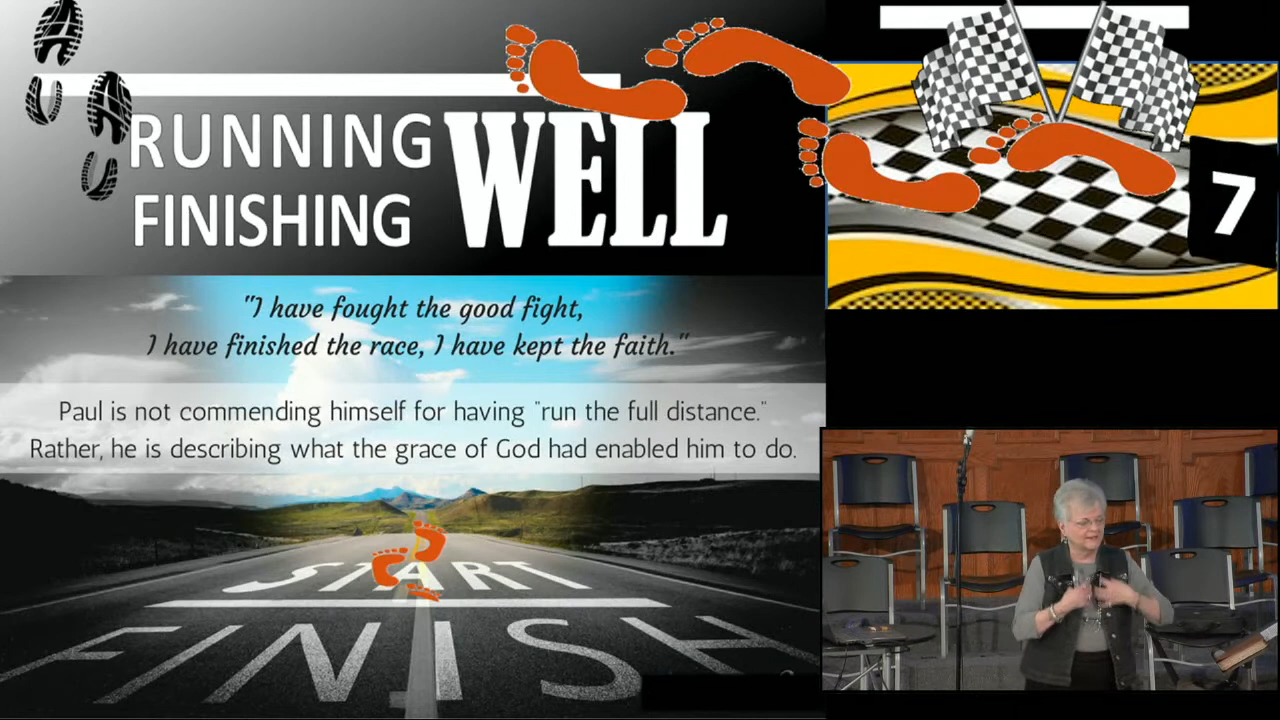 RUNNING
FINISHING
WELL
7
"I have fought the good fight,
I have finished the race, I have kept the faith."
Paul is not commending himself for having "run the full distance."
Rather, he is describing what the grace of God had enabled him to do.
START
FINISH